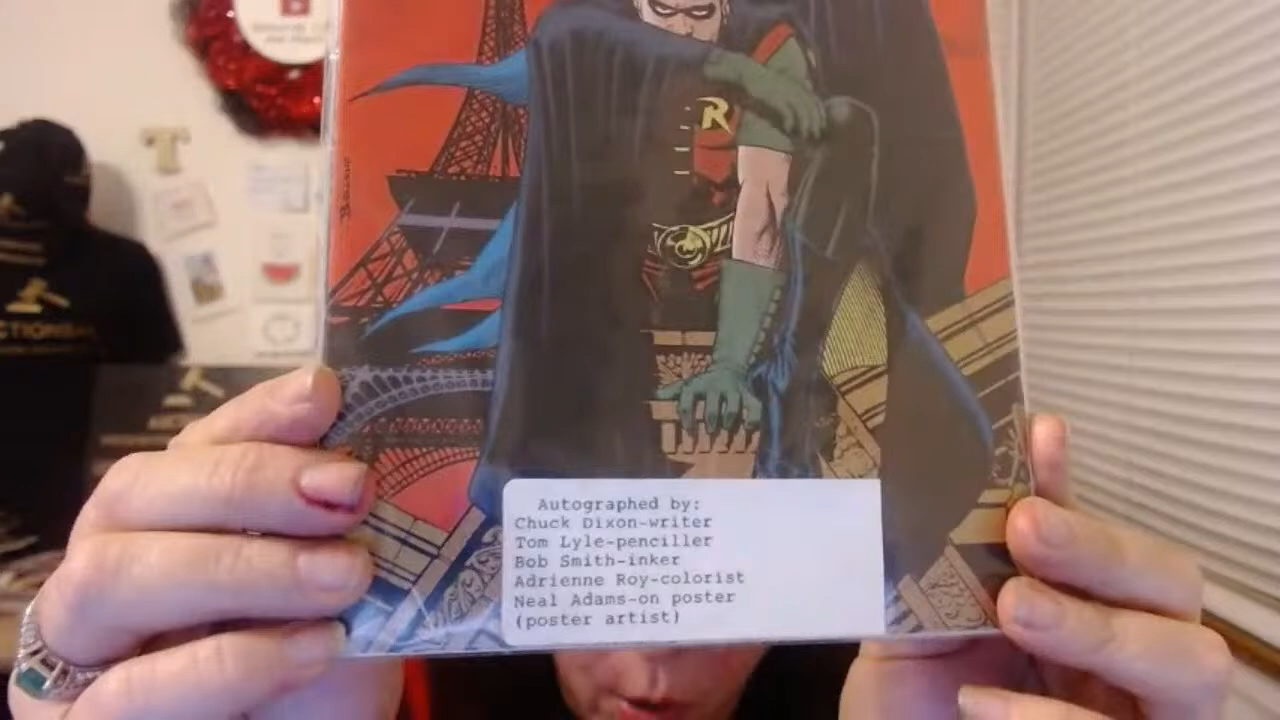 R
CTIONBA
Autographed by:
Chuck Dixon-writer
Tom Lyle-penciller
Bob Smith-inker
Adrienne Roy-colorist
Neal Adams-on poster
(poster artist)